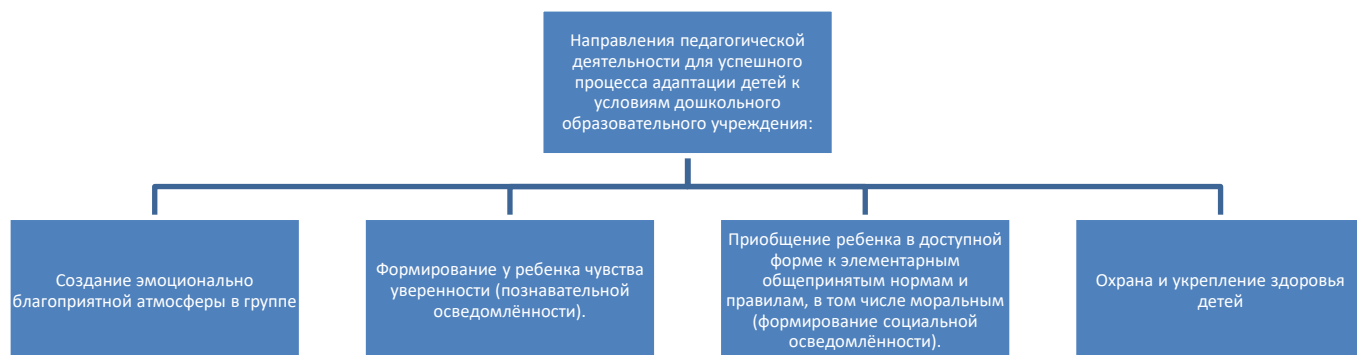 Направления педагогической
деятельности для успешного
процесса адаптации детей к
условиям дошкольного
образовательного учреждения:
Создание эмоционально
благоприятной атмосферы в группе
Формирование у ребенка чувства
уверенности (познавательной
осведомлённости).
Приобщение ребенка в доступной
форме к элементарным
общепринятым нормам и
правилам, в том числе моральным
(формирование социальной
осведомлённости).
Охрана и укрепление здоровья
детей